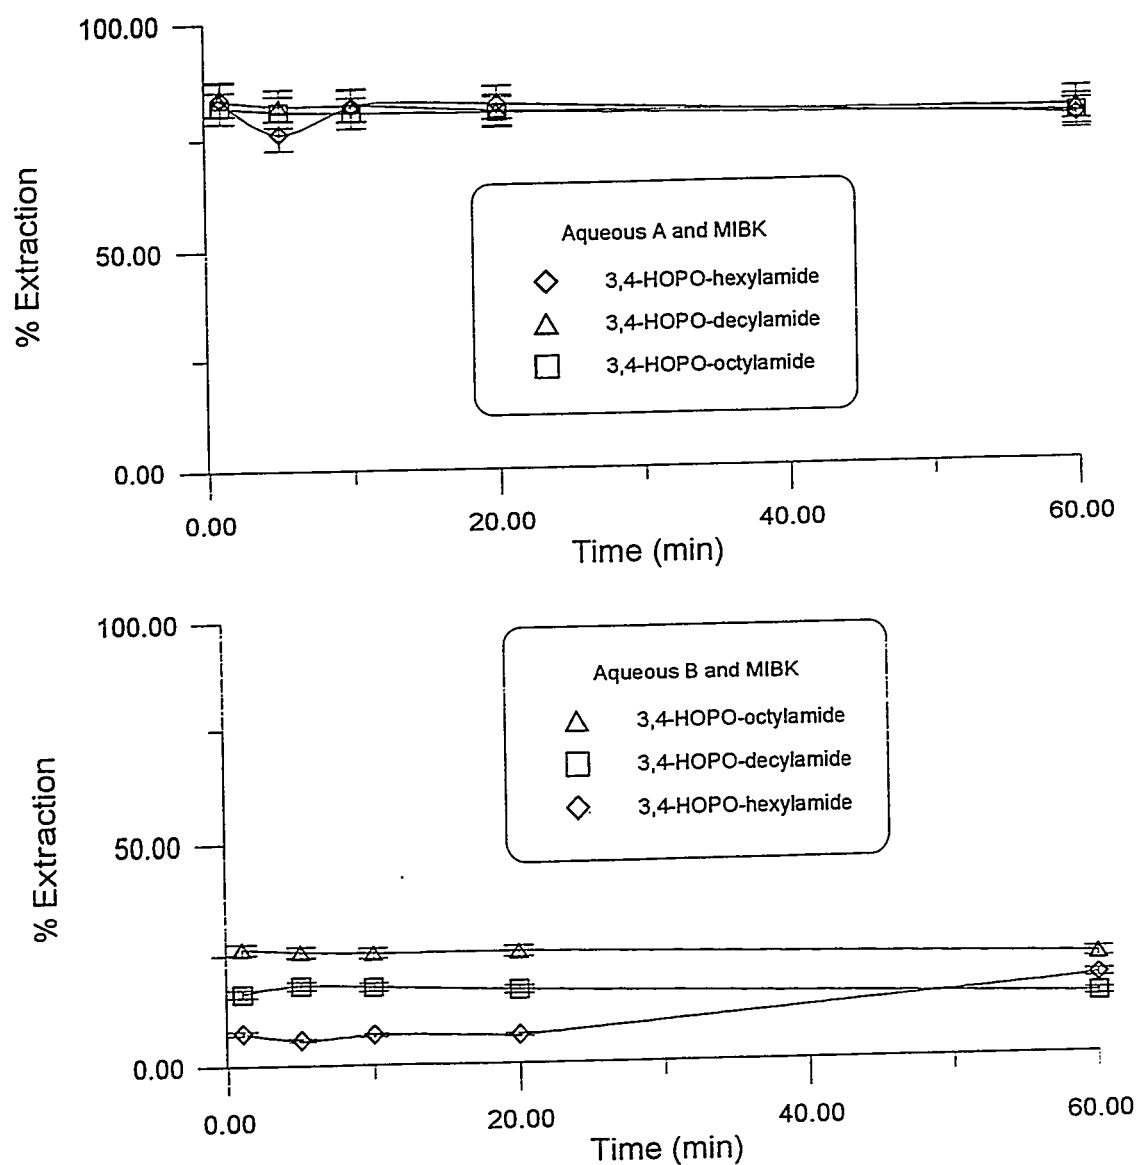 100.00
50.00
0.00
% Extraction
Aqueous A and MIBK
3,4-HOPO-hexylamide
3,4-HOPO-decylamide
3,4-HOPO-octylamide
0.00 20.00 40.00 60.00
Time (min)
100.00
50.00
0.00
% Extraction
Aqueous B and MIBK
3,4-HOPO-octylamide
3,4-HOPO-decylamide
3,4-HOPO-hexylamide
0.00 20.00 40.00 60.00
Time (min)